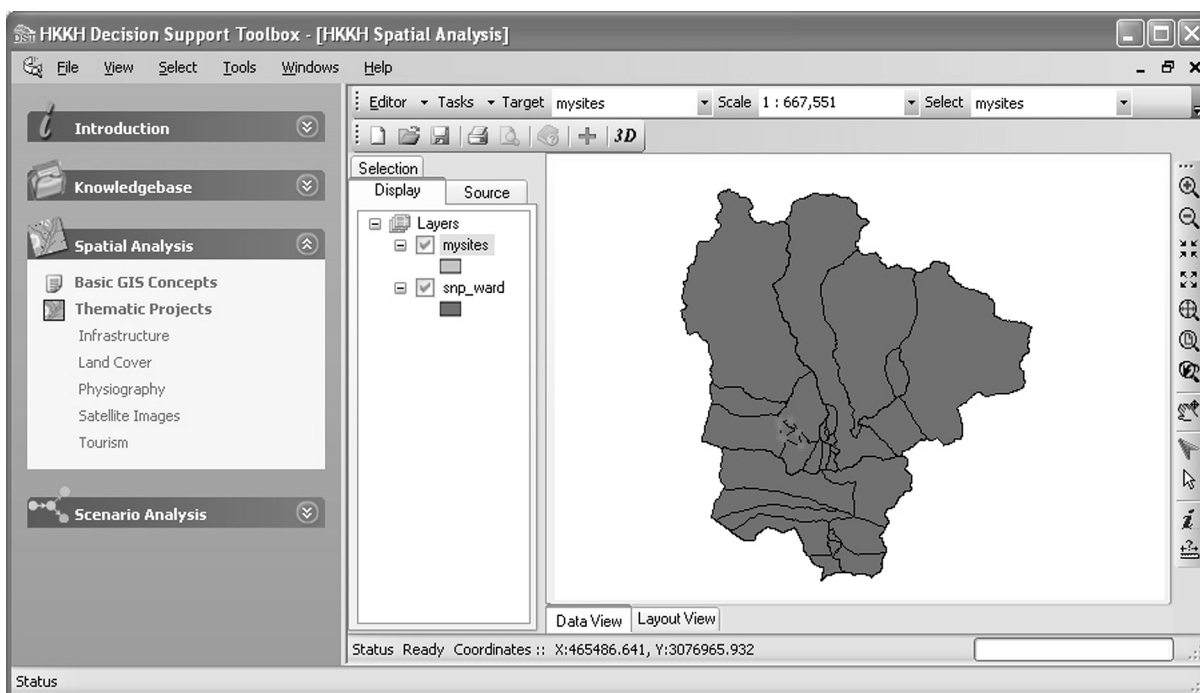 HKKH Decision Support Toolbox - [HKKH Spatial Analysis]
File View Select Tools Windows Help
Introduction
Knowledgebase
Spatial Analysis
Basic GIS Concepts
Thematic Projects
Infrastructure
Land Cover
Physiography
Satellite Images
Tourism
Scenario Analysis
Editor Tasks Target mysites Scale 1 : 667,551 Select mysites
3D
Selection
Display Source
Layers
mysites
snp_ward
Data View Layout View
Status Ready Coordinates :: X:465486.641, Y:3076965.932
Status